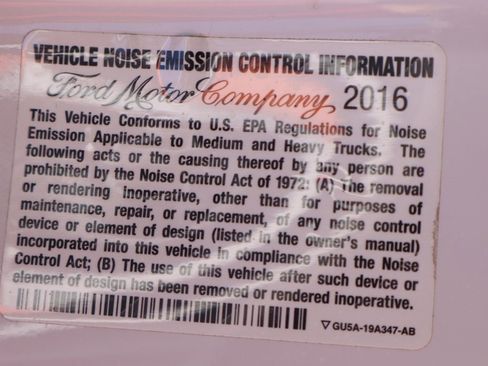 VEHICLE NOISE EMISSION CONTROL INFORMATION
Ford Motor Company 2016
This Vehicle Conforms to U.S. EPA Regulations for Noise
Emission Applicable to Medium and Heavy Trucks. The
following acts or the causing thereof by any person are
prohibited by the Noise Control Act of 1972: (A) The removal
or rendering inoperative, other than for purposes of
maintenance, repair, or replacement, of any noise control
device or element of design (listed in the owner's manual)
incorporated into this vehicle in compliance with the Noise
Control Act; (B) The use of this vehicle after such device or
element of design has been removed or rendered inoperative.
▽ GU5A-19A347-AB